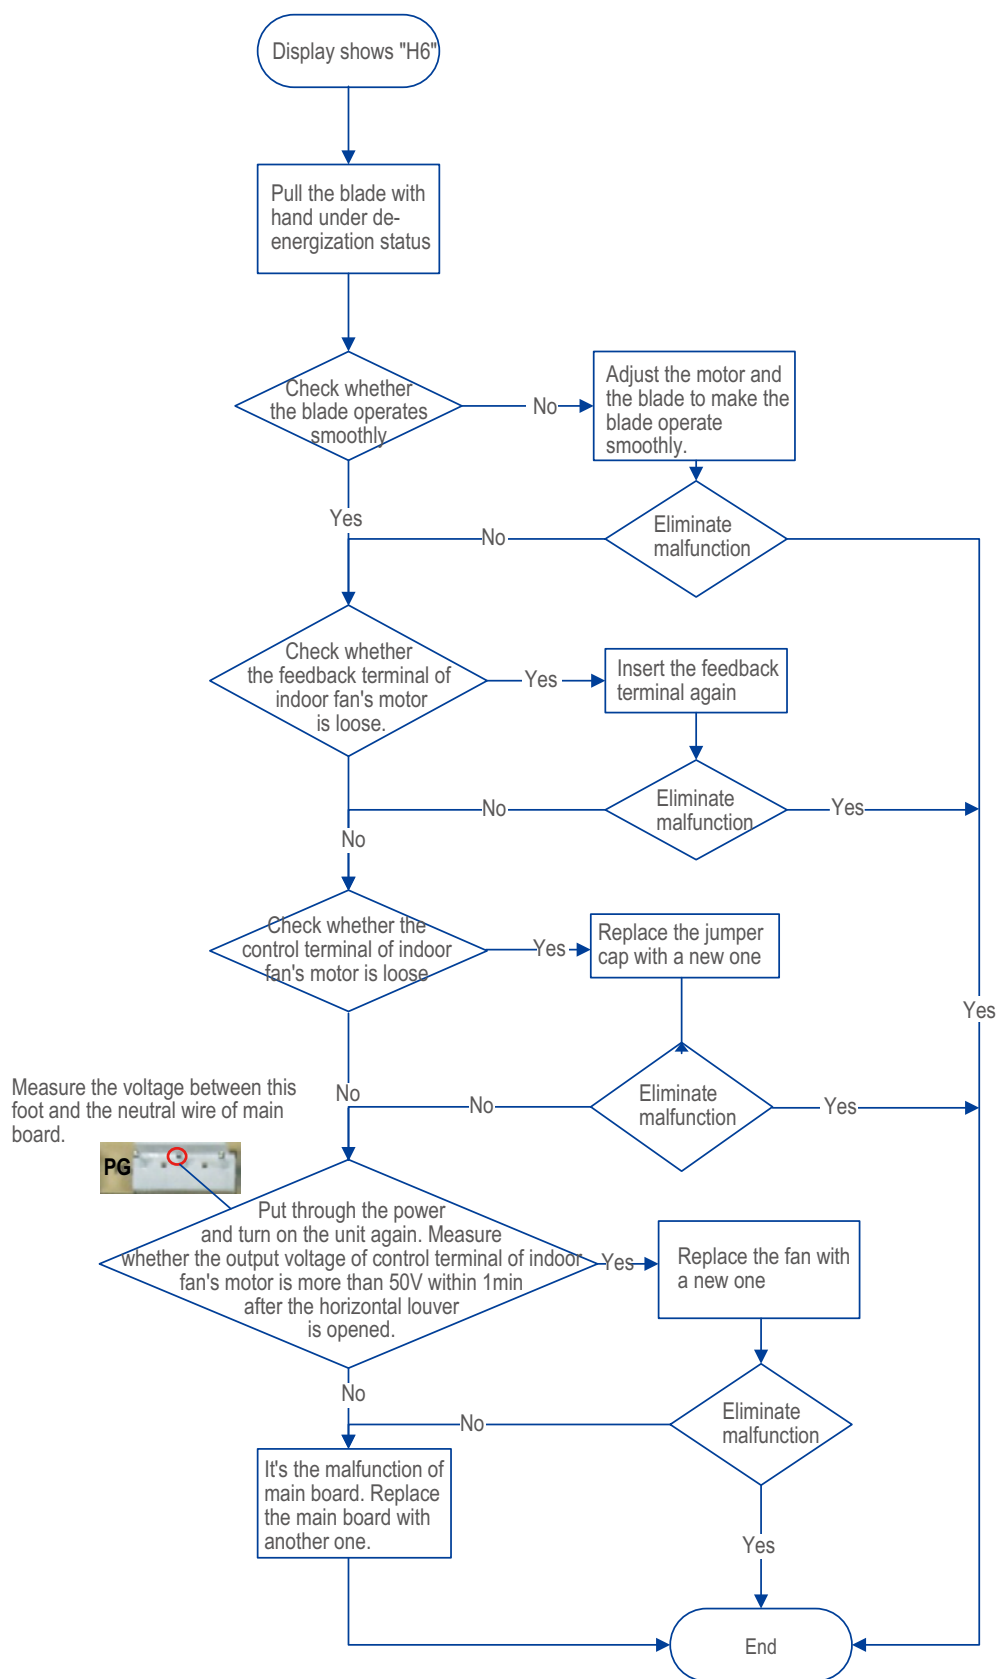 Display shows "H6"
Pull the blade with
hand under de-
energization status
Check whether
the blade operates
smoothly
No
Adjust the motor and
the blade to make the
blade operate
smoothly.
Yes
Eliminate
malfunction
No
Check whether
the feedback terminal of
indoor fan's motor
is loose.
Yes
Insert the feedback
terminal again
Eliminate
malfunction
No
Yes
No
Check whether the
control terminal of indoor
fan's motor is loose
Yes
Replace the jumper
cap with a new one
Yes
Eliminate
malfunction
No
Yes
No
Measure the voltage between this
foot and the neutral wire of main
board.
PG
Put through the power
and turn on the unit again. Measure
whether the output voltage of control terminal of indoor
fan's motor is more than 50V within 1min
after the horizontal louver
is opened.
Yes
Replace the fan with
a new one
No
Eliminate
malfunction
No
It's the malfunction of
main board. Replace
the main board with
another one.
Yes
End